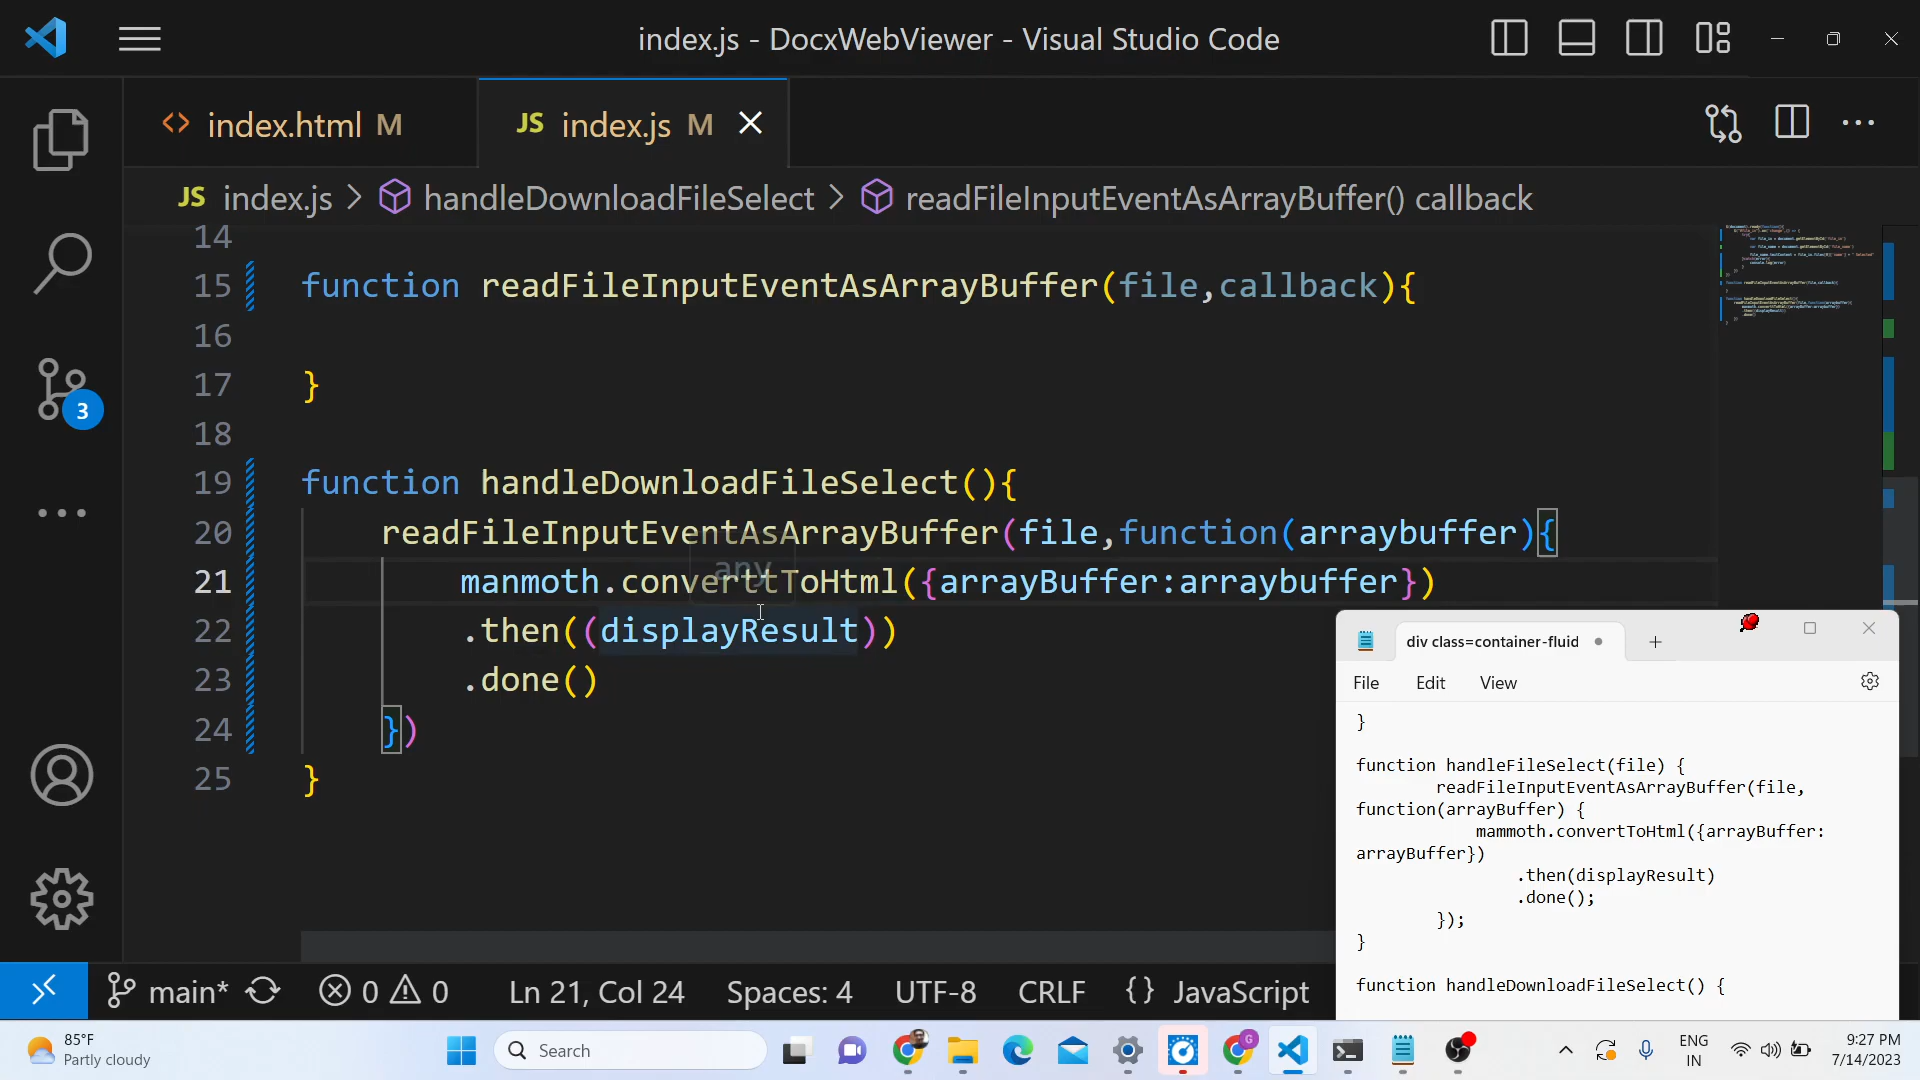 index.js - DocxWebViewer - Visual Studio Code
<> index.html M
JS index.js M
JS index.js > handleDownloadFileSelect > readFileInputEventAsArrayBuffer() callback
14
15 function readFileInputEventAsArrayBuffer(file,callback){
16
17 }
18
19 function handleDownloadFileSelect(){
20 readFileInputEventAsArrayBuffer(file,function(arraybuffer){
any
21 manmoth.converttToHtml({arrayBuffer:arraybuffer})
22 .then((displayResult))
23 .done()
24 })
25 }
3
div class=container-fluid
File Edit View
}
function handleFileSelect(file) {
readFileInputEventAsArrayBuffer(file,
function(arrayBuffer) {
mammoth.convertToHtml({arrayBuffer:
arrayBuffer})
.then(displayResult)
.done();
});
}
function handleDownloadFileSelect() {
main* 0 0 Ln 21, Col 24 Spaces: 4 UTF-8 CRLF {} JavaScript
85°F
Partly cloudy
Search
ENG
IN
9:27 PM
7/14/2023